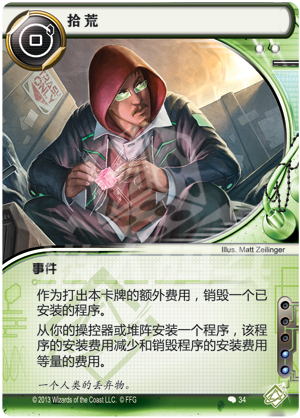 拾荒
Illus. Matt Zeilinger
事件
作为打出本卡牌的额外费用，销毁一个已
安装的程序。
从你的操控器或堆阵安装一个程序，该程
序的安装费用减少和销毁程序的安装费用
等量的费用。
一个人类的丢弃物。
©2013 Wizards of the Coast LLC. © FFG
34